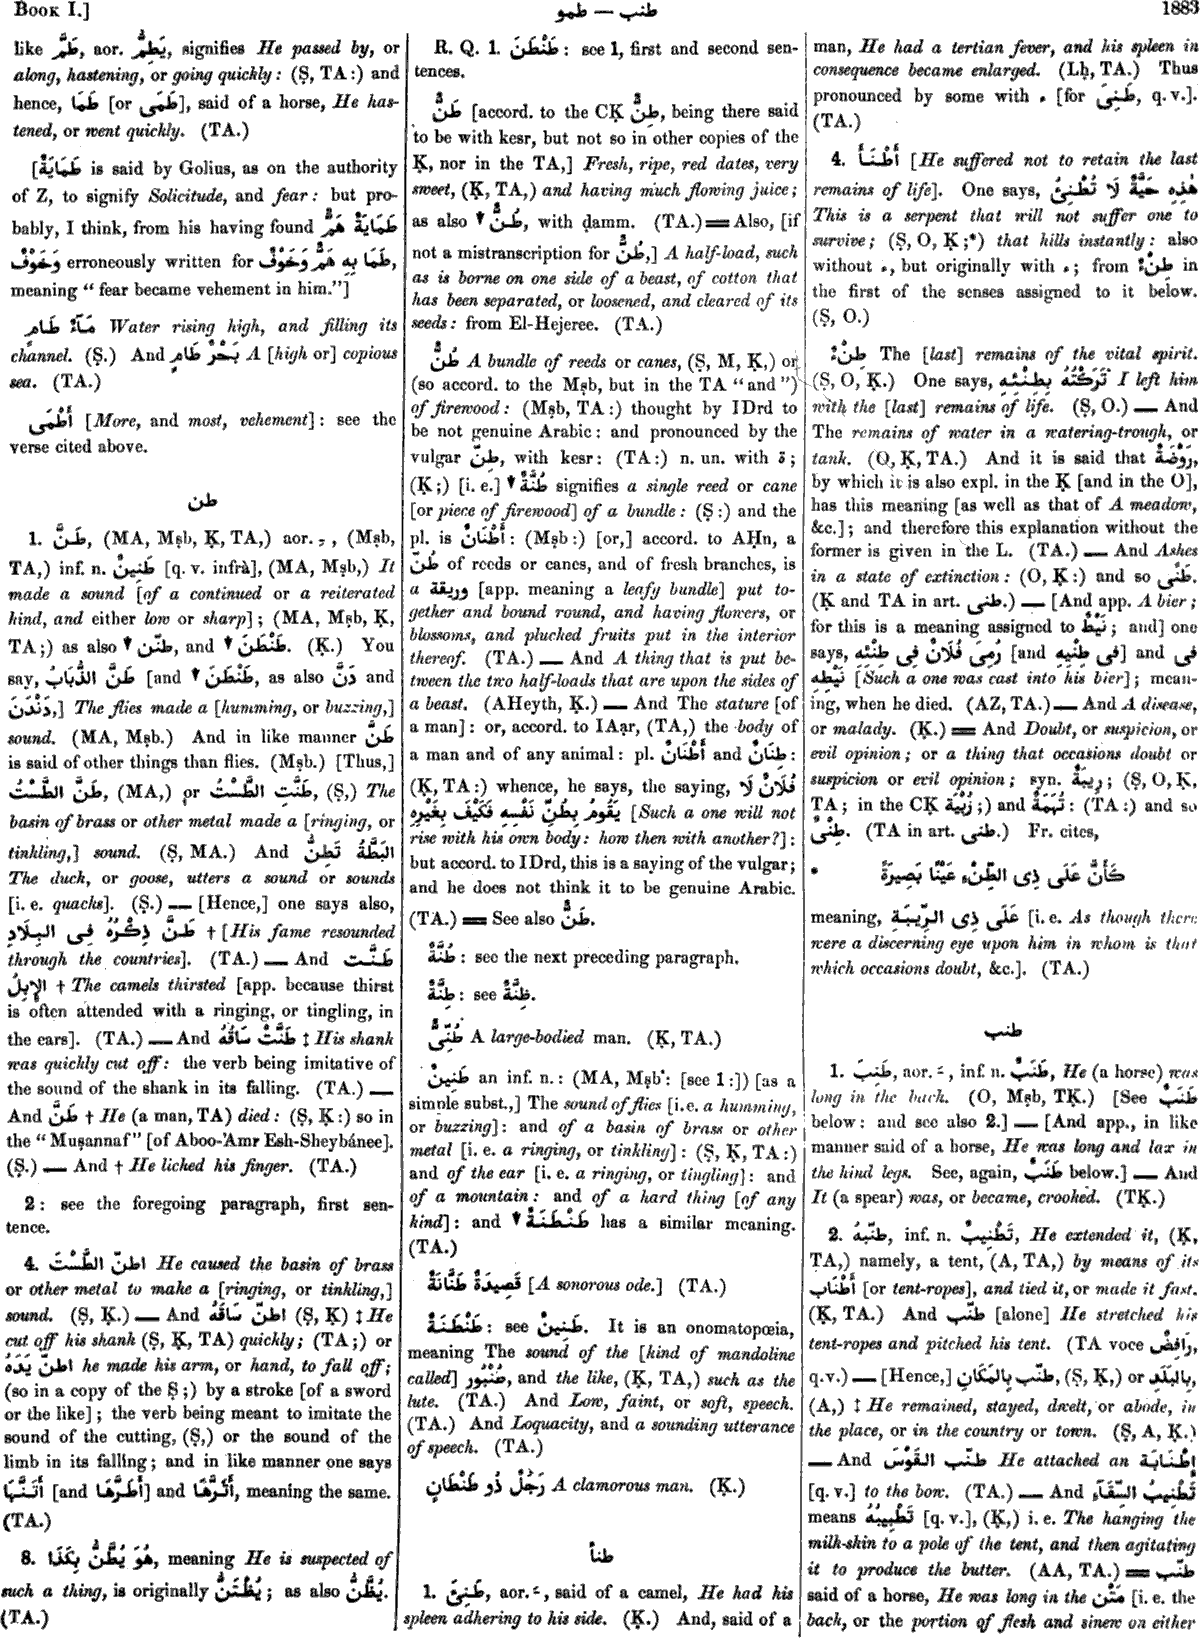 BOOK I.]
طنب — طمو
1883
like طَمَّ, aor. يَطِمُّ, signifies He passed by, or
along, hastening, or going quickly: (Ṣ, TA:) and
hence, طَمَا [or طَمَى], said of a horse, He has-
tened, or went quickly. (TA.)
[طَمَايَةٌ is said by Golius, as on the authority
of Z, to signify Solicitude, and fear: but pro-
bably, I think, from his having found طَمَايَةٌ هَمٌّ
وَخَوْفٌ erroneously written for طَمَا بِهِ هَمٌّ وَخَوْفٌ,
meaning “fear became vehement in him.”]
مَآءٌ طَامٍ Water rising high, and filling its
channel. (Ṣ.) And بَحْرٌ طَامٍ A [high or] copious
sea. (TA.)
أَطْمَى [More, and most, vehement]: see the
verse cited above.
طن
1. طَنَّ, (MA, Mṣb, Ḳ, TA,) aor. ـِ, (Mṣb,
TA,) inf. n. طَنِينٌ [q. v. infrà], (MA, Mṣb,) It
made a sound [of a continued or a reiterated
kind, and either low or sharp]; (MA, Mṣb, Ḳ,
TA;) as also ▼ طنّن, and ▼ طَنْطَنَ. (Ḳ.) You
say, طَنَّ الذُّبَابُ [and ▼ طَنْطَنَ, as also دَنَّ and
دَنْدَنَ,] The flies made a [humming, or buzzing,]
sound. (MA, Mṣb.) And in like manner طَنَّ
is said of other things than flies. (Mṣb.) [Thus,]
طَنَّ الطَّسْتُ, (MA,) or طَنَّتِ الطَّسْتُ, (Ṣ,) The
basin of brass or other metal made a [ringing, or
tinkling,] sound. (Ṣ, MA.) And البَطَّةُ تَطِنُّ
The duck, or goose, utters a sound or sounds
[i. e. quacks]. (Ṣ.) — [Hence,] one says also,
طَنَّ ذِكْرُهُ فِى البِلَادِ † [His fame resounded
through the countries]. (TA.) — And طَنَّت
الإِبِلُ † The camels thirsted [app. because thirst
is often attended with a ringing, or tingling, in
the ears]. (TA.) — And طَنَّتْ سَاقُهُ ‡ His shank
was quickly cut off: the verb being imitative of
the sound of the shank in its falling. (TA.) —
And طَنَّ † He (a man, TA) died: (Ṣ, Ḳ:) so in
the “Muṣannaf” [of Aboo-’Amr Esh-Sheybánee].
(Ṣ.) — And † He licked his finger. (TA.)
2: see the foregoing paragraph, first sen-
tence.
4. اطنّ الطَّسْتَ He caused the basin of brass
or other metal to make a [ringing, or tinkling,]
sound. (Ṣ, Ḳ.) — And اطنّ سَاقَهُ (Ṣ, Ḳ) ‡ He
cut off his shank (Ṣ, Ḳ, TA) quickly; (TA;) or
اطنّ يَدَهُ he made his arm, or hand, to fall off;
(so in a copy of the Ṣ;) by a stroke [of a sword
or the like]; the verb being meant to imitate the
sound of the cutting, (Ṣ,) or the sound of the
limb in its falling; and in like manner one says
أَتَنَّهَا [and أَطَرَّهَا] and أَتَرَّهَا, meaning the same.
(TA.)
8. هُوَ يُطَّنُّ بِكَذَا, meaning He is suspected of
such a thing, is originally يُظْتَنُّ; as also يُظَّنُّ.
(TA.)
R. Q. 1. طَنْطَنَ: see 1, first and second sen-
tences.
طَنٌّ [accord. to the CḲ طِنٌّ, being there said
to be with kesr, but not so in other copies of the
Ḳ, nor in the TA,] Fresh, ripe, red dates, very
sweet, (Ḳ, TA,) and having much flowing juice;
as also ▼ طُنٌّ, with ḍamm. (TA.) = Also, [if
not a mistranscription for طُنٌّ,] A half-load, such
as is borne on one side of a beast, of cotton that
has been separated, or loosened, and cleared of its
seeds: from El-Hejeree. (TA.)
طُنٌّ A bundle of reeds or canes, (Ṣ, M, Ḳ,) or
(so accord. to the Mṣb, but in the TA “and”)
of firewood: (Mṣb, TA:) thought by IDrd to
be not genuine Arabic: and pronounced by the
vulgar طِنّ, with kesr: (TA:) n. un. with ة;
(Ḳ;) [i. e.] ▼ طُنَّةٌ signifies a single reed or cane
[or piece of firewood] of a bundle: (Ṣ:) and the
pl. is أَطْنَانٌ: (Mṣb:) [or,] accord. to AḤn, a
طُنّ of reeds or canes, and of fresh branches, is
a وريقة [app. meaning a leafy bundle] put to-
gether and bound round, and having flowers, or
blossoms, and plucked fruits put in the interior
thereof. (TA.) — And A thing that is put be-
tween the two half-loads that are upon the sides of
a beast. (AHeyth, Ḳ.) — And The stature [of
a man]: or, accord. to IAạr, (TA,) the body of
a man and of any animal: pl. أَطْنَانٌ and طِنَانٌ:
(Ḳ, TA:) whence, he says, the saying, فُلَانٌ لَا
يَقُومُ بِطُنِّ نَفْسِهِ فَكَيْفَ بِغَيْرِهِ [Such a one will not
rise with his own body: how then with another?]:
but accord. to IDrd, this is a saying of the vulgar;
and he does not think it to be genuine Arabic.
(TA.) = See also طَنٌّ.
طُنَّةٌ: see the next preceding paragraph.
طِنَّةٌ: see ظِنَّةٌ.
طُنِّىٌّ A large-bodied man. (Ḳ, TA.)
طَنِينٌ an inf. n.: (MA, Mṣb: [see 1:]) [as a
simple subst.,] The sound of flies [i. e. a humming,
or buzzing]: and of a basin of brass or other
metal [i. e. a ringing, or tinkling]: (Ṣ, Ḳ, TA:)
and of the ear [i. e. a ringing, or tingling]: and
of a mountain: and of a hard thing [of any
kind]: and ▼ طَنْطَنَةٌ has a similar meaning.
(TA.)
قَصِيدَةٌ طَنَّانَةٌ [A sonorous ode.] (TA.)
طَنْطَنَةٌ: see طَنِينٌ. It is an onomatopœia,
meaning The sound of the [kind of mandoline
called] طُنْبُور, and the like, (Ḳ, TA,) such as the
lute. (TA.) And Low, faint, or soft, speech.
(TA.) And Loquacity, and a sounding utterance
of speech. (TA.)
رَجُلٌ ذُو طَنْطَانٍ A clamorous man. (Ḳ.)
طنأ
1. طَنِئَ, aor. ـَ, said of a camel, He had his
spleen adhering to his side. (Ḳ.) And, said of a
man, He had a tertian fever, and his spleen in
consequence became enlarged. (Lḥ, TA.) Thus
pronounced by some with ء [for طَنِىَ, q. v.].
(TA.)
4. أَطْنَأَ [He suffered not to retain the last
remains of life]. One says, هٰذِهِ حَيَّةٌ لَا تُطْنِئُ
This is a serpent that will not suffer one to
survive; (Ṣ, O, Ḳ;*) that kills instantly: also
without ء, but originally with ء; from طِنْءٌ in
the first of the senses assigned to it below.
(Ṣ, O.)
طِنْءٌ The [last] remains of the vital spirit.
(Ṣ, O, Ḳ.) One says, تَرَكْتُهُ بِطِنْئِهِ I left him
with the [last] remains of life. (Ṣ, O.) — And
The remains of water in a watering-trough, or
tank. (O, Ḳ, TA.) And it is said that رَوْضَةٌ,
by which it is also expl. in the Ḳ [and in the O],
has this meaning [as well as that of A meadow,
&c.]; and therefore this explanation without the
former is given in the L. (TA.) — And Ashes
in a state of extinction: (O, Ḳ:) and so طَنًى.
(Ḳ and TA in art. طنى.) — [And app. A bier;
for this is a meaning assigned to نَيْطٌ; and] one
says, رُمِىَ فُلَانٌ فِى طِنْئِهِ [and فى طِنْيِهِ] and فى
نَيْطِهِ [Such a one was cast into his bier]; mean-
ing, when he died. (AZ, TA.) — And A disease,
or malady. (Ḳ.) = And Doubt, or suspicion, or
evil opinion; or a thing that occasions doubt or
suspicion or evil opinion; syn. رِيبَةٌ; (Ṣ, O, Ḳ,
TA; in the CḲ زُبْيَة;) and تُهَمَةٌ: (TA:) and so
طِنْىٌ. (TA in art. طنى.) Fr. cites,
* كَأَنَّ عَلَى ذِى الطِّنْءِ عَيْنًا بَصِيرَةً
meaning, عَلَى ذِى الرِّيبَةِ [i. e. As though there
were a discerning eye upon him in whom is that
which occasions doubt, &c.]. (TA.)
طنب
1. طَنِبَ, aor. ـَ, inf. n. طَنَبٌ, He (a horse) was
long in the back. (O, Mṣb, TḲ.) [See طَنَبٌ
below: and see also 2.] — [And app., in like
manner said of a horse, He was long and lax in
the hind legs. See, again, طَنَبٌ below.] — And
It (a spear) was, or became, crooked. (TḲ.)
2. طنّبهُ, inf. n. تَطْنِيبٌ, He extended it, (Ḳ,
TA,) namely, a tent, (A, TA,) by means of its
أَطْنَاب [or tent-ropes], and tied it, or made it fast.
(Ḳ, TA.) And طنّب [alone] He stretched his
tent-ropes and pitched his tent. (TA voce رَافِضٌ,
q. v.) — [Hence,] طنّب بِالمَكَانِ, (Ṣ, Ḳ,) or بِالبَلَدِ,
(A,) ‡ He remained, stayed, dwelt, or abode, in
the place, or in the country or town. (Ṣ, A, Ḳ.)
— And طنّب القَوْسَ He attached an إِطْنَابَة
[q. v.] to the bow. (TA.) — And تَطْنِيبُ السِّقَآءِ
means تَطْبِيبُهُ [q. v.], (Ḳ,) i. e. The hanging the
milk-skin to a pole of the tent, and then agitating
it to produce the butter. (AA, TA.) = طنّب
said of a horse, He was long in the مَتْن [i. e. the
back, or the portion of flesh and sinew on either